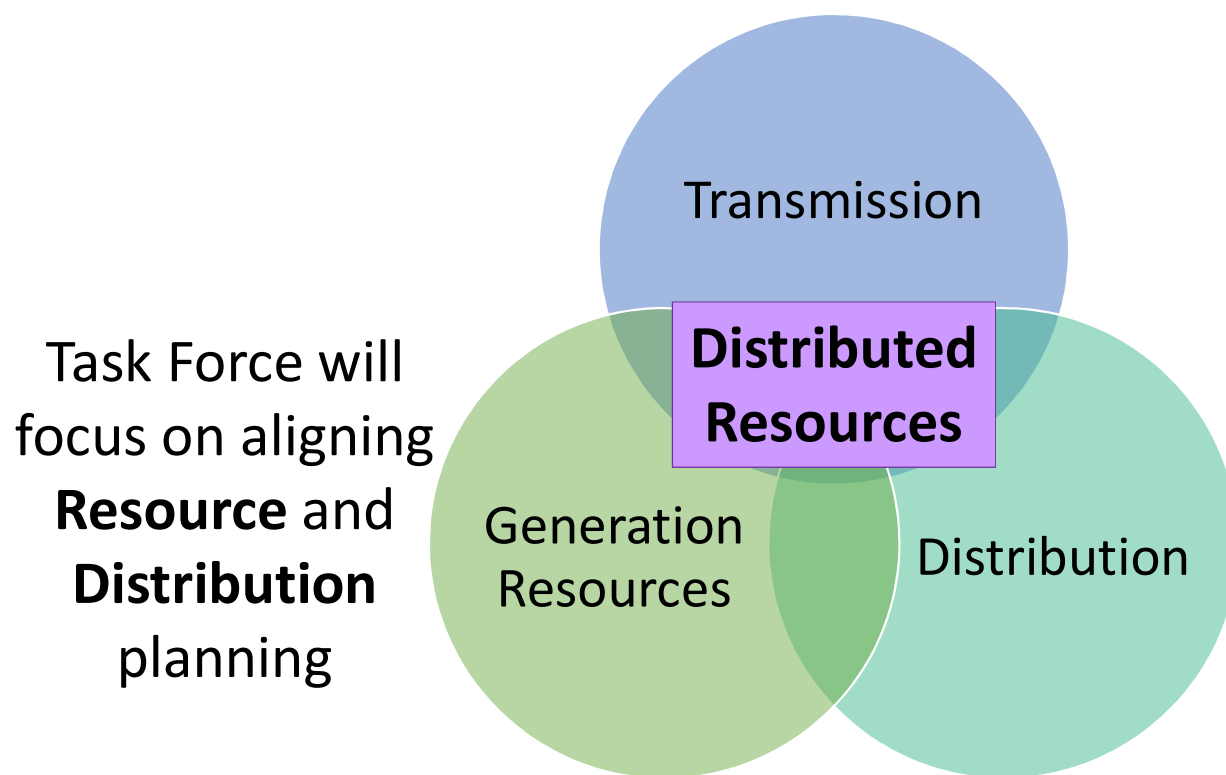 Transmission
Distributed
Resources
Task Force will
focus on aligning
Resource and
Distribution
planning
Generation
Resources
Distribution